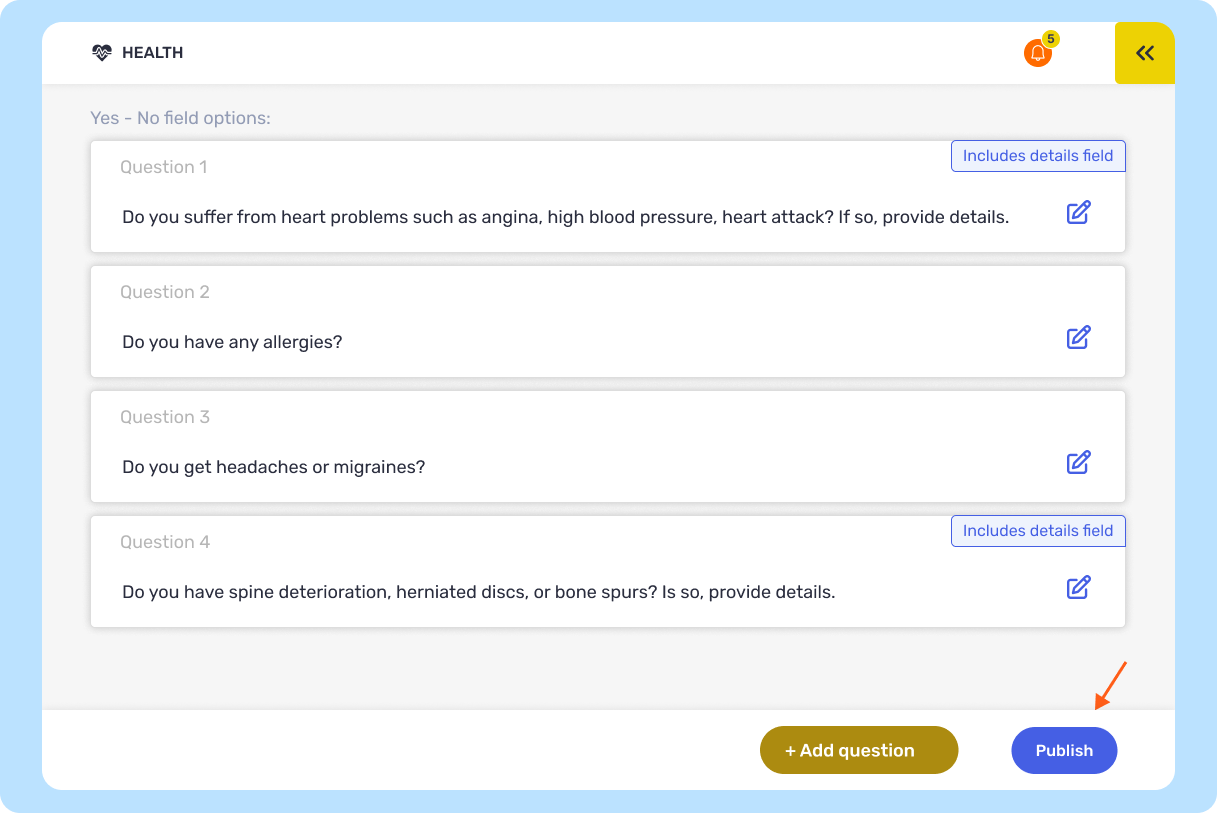 HEALTH
5
Yes - No field options:
Question 1
Includes details field
Do you suffer from heart problems such as angina, high blood pressure, heart attack? If so, provide details.
Question 2
Do you have any allergies?
Question 3
Do you get headaches or migraines?
Question 4
Includes details field
Do you have spine deterioration, herniated discs, or bone spurs? Is so, provide details.
+ Add question
Publish